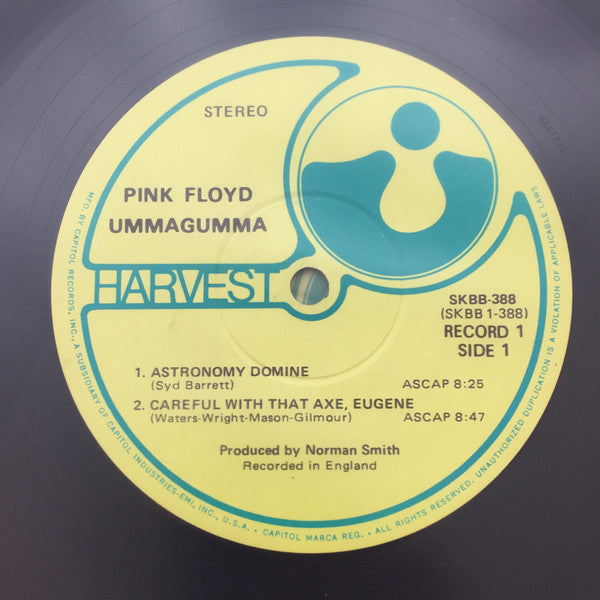 STEREO
PINK FLOYD
UMMAGUMMA
HARVEST
SKBB-388
(SKBB 1-388)
RECORD 1
SIDE 1
1. ASTRONOMY DOMINE
(Syd Barrett) ASCAP 8:25
2. CAREFUL WITH THAT AXE, EUGENE
(Waters-Wright-Mason-Gilmour) ASCAP 8:47
Produced by Norman Smith
Recorded in England
MFD. BY CAPITOL RECORDS, INC., A SUBSIDIARY OF CAPITOL INDUSTRIES-EMI, INC., U.S.A. • CAPITOL MARCA REG. • ALL RIGHTS RESERVED. UNAUTHORIZED DUPLICATION IS A VIOLATION OF APPLICABLE LAWS